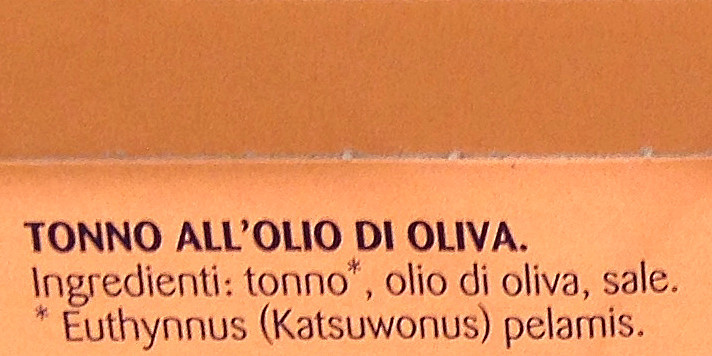 TONNO ALL'OLIO DI OLIVA.
Ingredienti: tonno*, olio di oliva, sale.
* Euthynnus (Katsuwonus) pelamis.